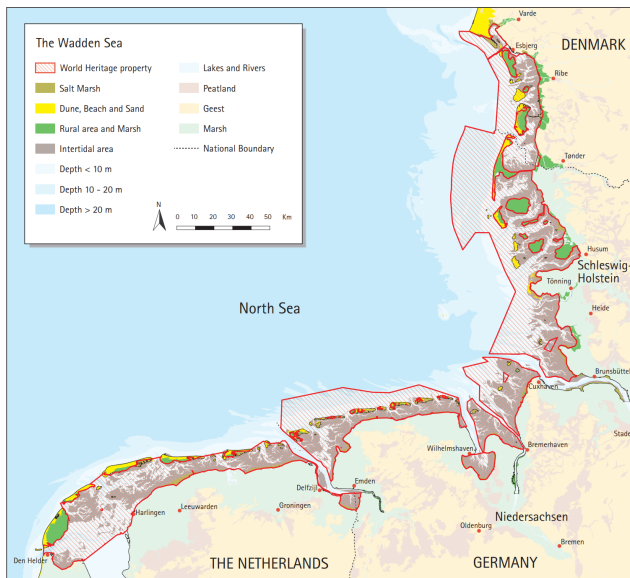 The Wadden Sea
World Heritage property
Salt Marsh
Dune, Beach and Sand
Rural area and Marsh
Intertidal area
Depth < 10 m
Depth 10 - 20 m
Depth > 20 m
Lakes and Rivers
Peatland
Geest
Marsh
National Boundary
N
0 10 20 30 40 50 Km
Varde
Esbjerg
DENMARK
Ribe
Tønder
Husum
Schleswig-
Holstein
Tönning
Heide
North Sea
Brunsbüttel
Cuxhaven
Stade
Wilhelmshaven
Bremerhaven
Emden
Delfzijl
Harlingen
Leeuwarden
Groningen
Niedersachsen
Oldenburg
Bremen
Den Helder
THE NETHERLANDS
GERMANY